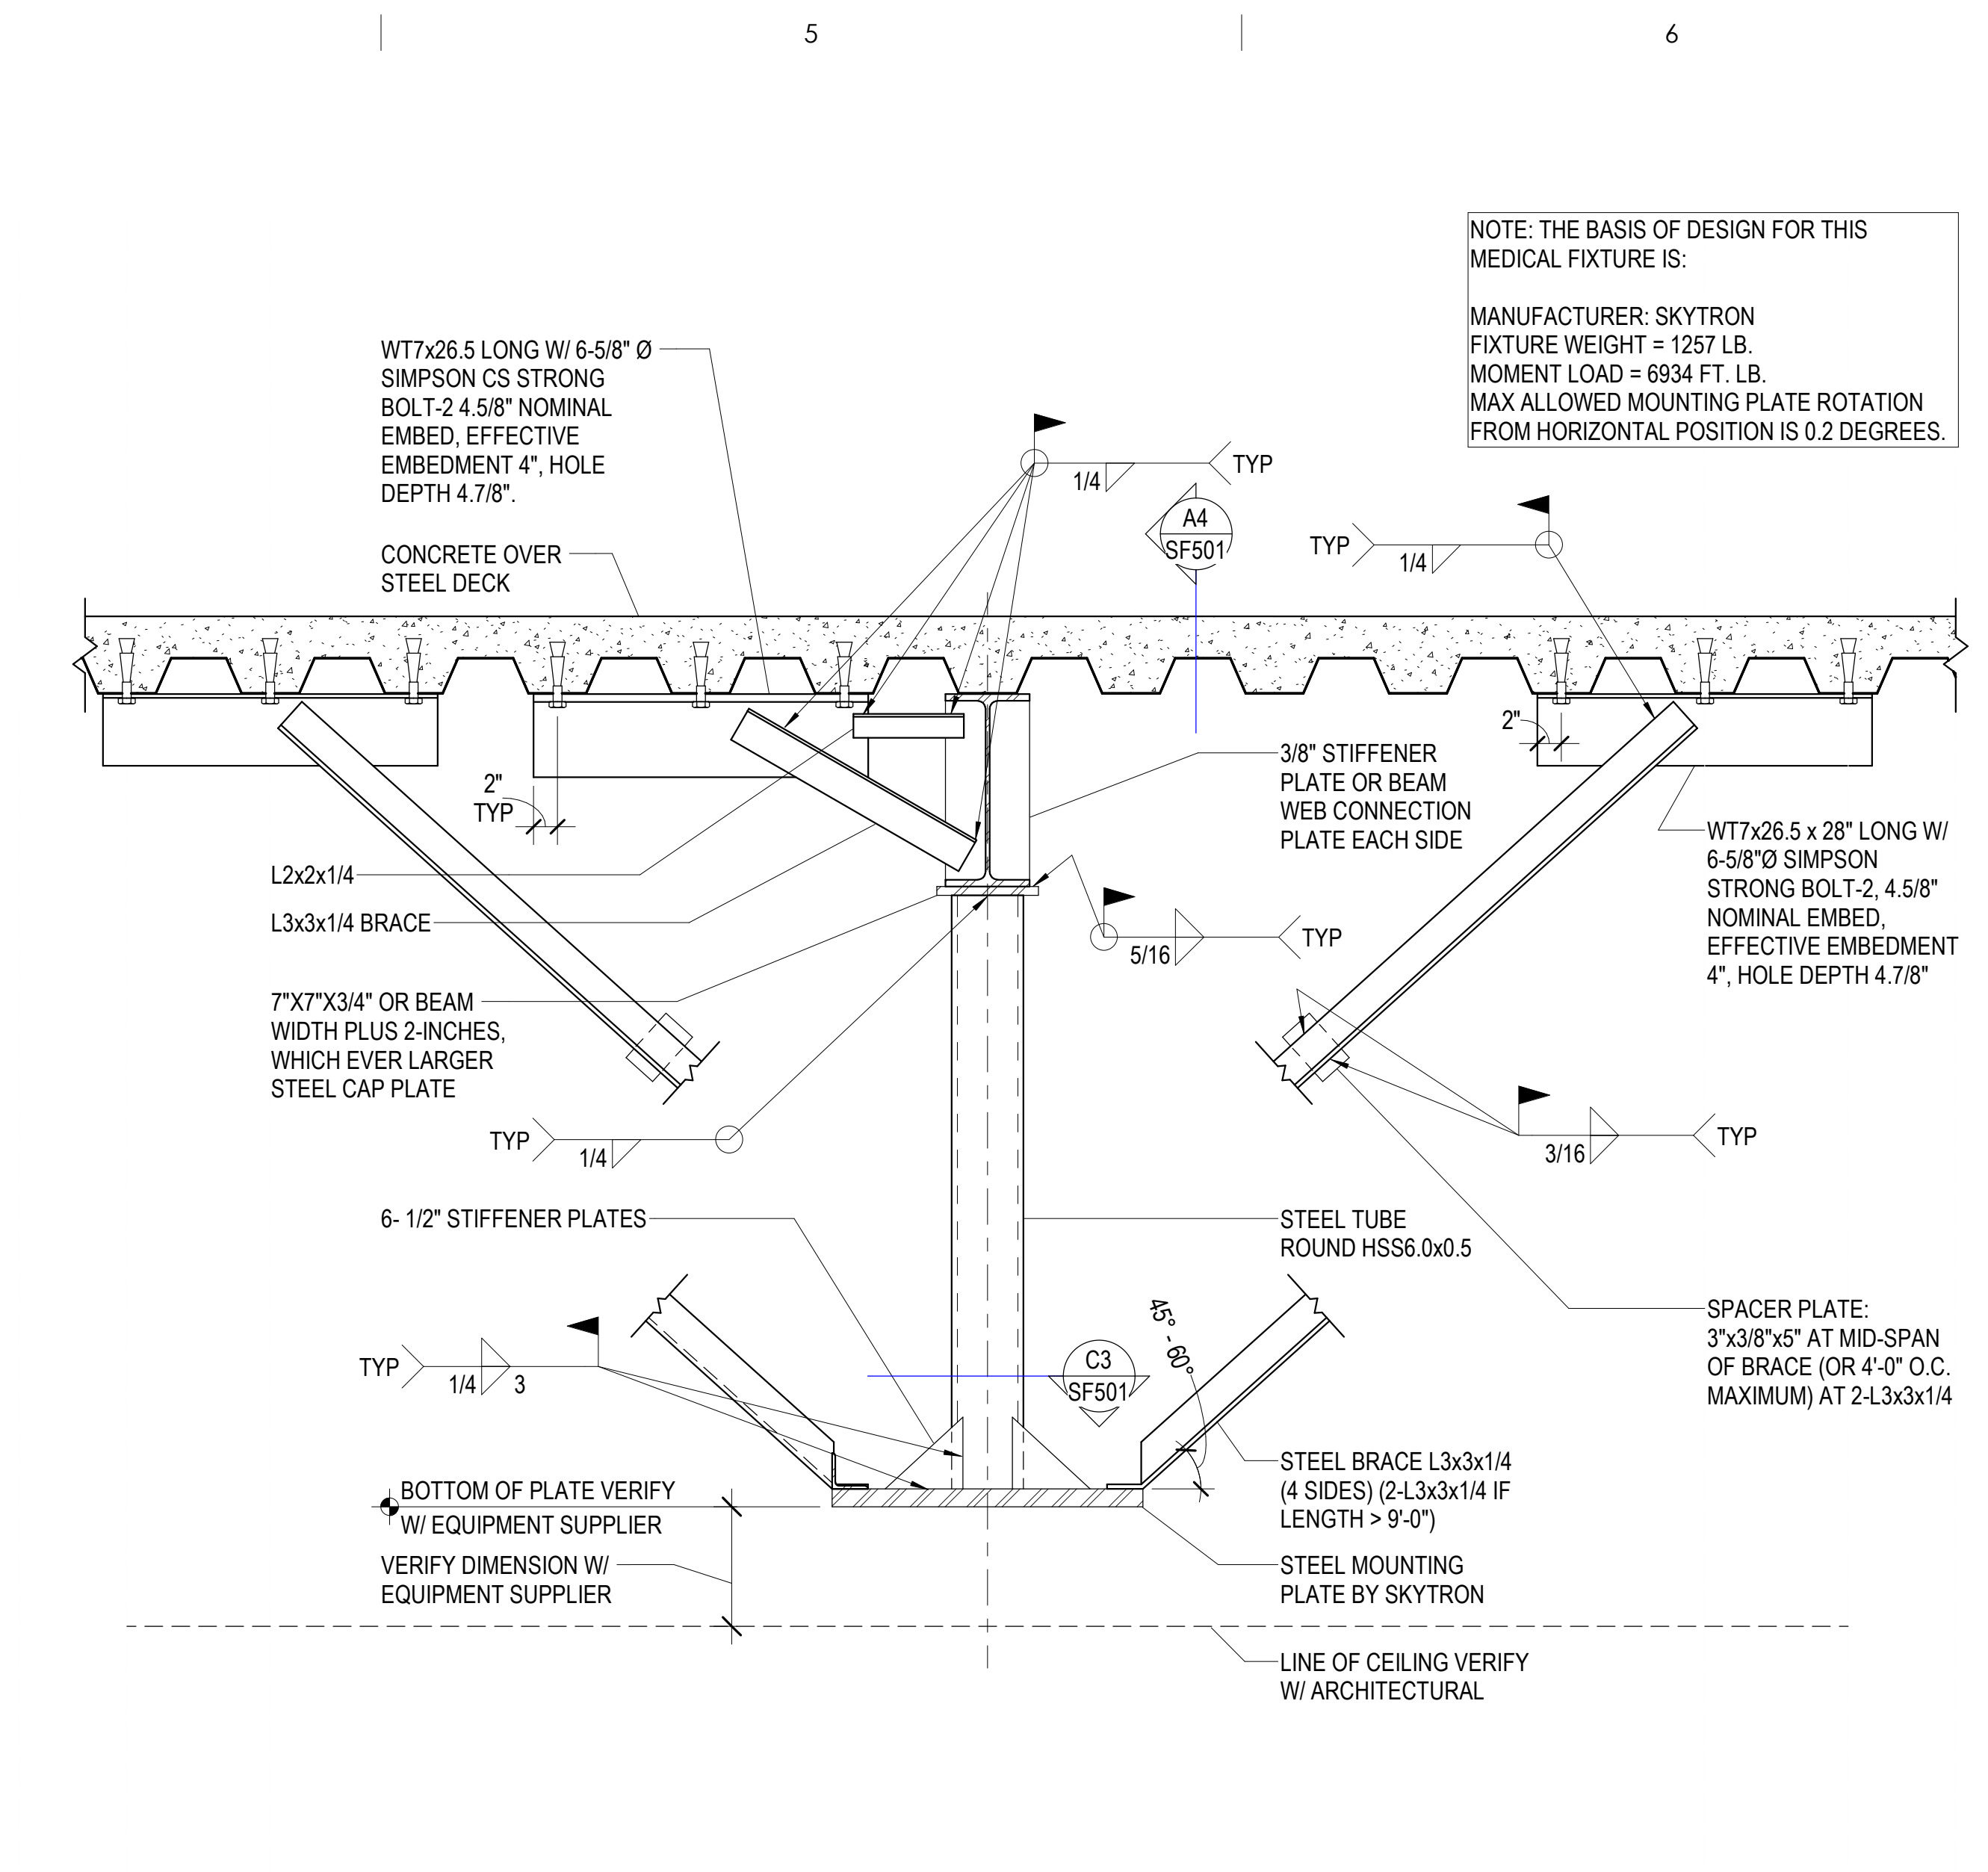 5
6
NOTE: THE BASIS OF DESIGN FOR THIS
MEDICAL FIXTURE IS:
MANUFACTURER: SKYTRON
FIXTURE WEIGHT = 1257 LB.
MOMENT LOAD = 6934 FT. LB.
MAX ALLOWED MOUNTING PLATE ROTATION
FROM HORIZONTAL POSITION IS 0.2 DEGREES.
WT7x26.5 LONG W/ 6-5/8" Ø
SIMPSON CS STRONG
BOLT-2 4.5/8" NOMINAL
EMBED, EFFECTIVE
EMBEDMENT 4", HOLE
DEPTH 4.7/8".
CONCRETE OVER
STEEL DECK
1/4
TYP
A4
SF501
TYP
1/4
2"
TYP
2"
3/8" STIFFENER
PLATE OR BEAM
WEB CONNECTION
PLATE EACH SIDE
WT7x26.5 x 28" LONG W/
6-5/8"Ø SIMPSON
STRONG BOLT-2, 4.5/8"
NOMINAL EMBED,
EFFECTIVE EMBEDMENT
4", HOLE DEPTH 4.7/8"
L2x2x1/4
L3x3x1/4 BRACE
5/16
TYP
7"X7"X3/4" OR BEAM
WIDTH PLUS 2-INCHES,
WHICH EVER LARGER
STEEL CAP PLATE
TYP
1/4
3/16
TYP
6- 1/2" STIFFENER PLATES
STEEL TUBE
ROUND HSS6.0x0.5
SPACER PLATE:
3"x3/8"x5" AT MID-SPAN
OF BRACE (OR 4'-0" O.C.
MAXIMUM) AT 2-L3x3x1/4
TYP
1/4
3
C3
SF501
45° - 60°
STEEL BRACE L3x3x1/4
(4 SIDES) (2-L3x3x1/4 IF
LENGTH > 9'-0")
BOTTOM OF PLATE VERIFY
W/ EQUIPMENT SUPPLIER
VERIFY DIMENSION W/
EQUIPMENT SUPPLIER
STEEL MOUNTING
PLATE BY SKYTRON
LINE OF CEILING VERIFY
W/ ARCHITECTURAL